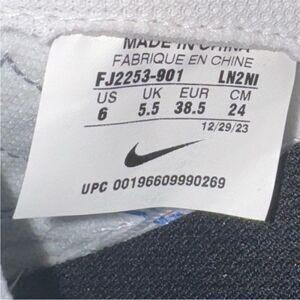 MADE IN CHINA
FABRIQUE EN CHINE
FJ2253-901 LN2NI
US UK EUR CM
6 5.5 38.5 24
12/29/23
UPC 00196609990269